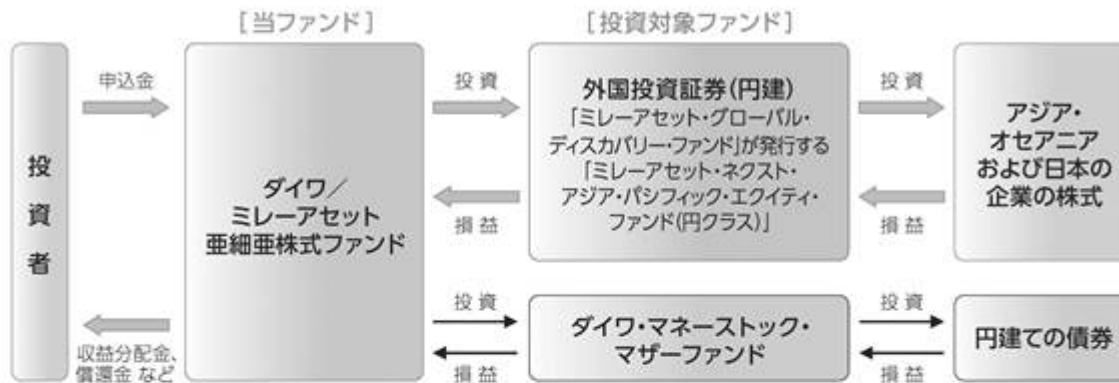 [当ファンド]
[投資対象ファンド]
投資者
申込金
収益分配金、
償還金 など
ダイワ／
ミレーアセット
亜細亜株式ファンド
投 資
損 益
外国投資証券(円建)
「ミレーアセット・グローバル・
ディスカバリー・ファンド」が発行する
「ミレーアセット・ネクスト・
アジア・パシフィック・エクイティ・
ファンド(円クラス)」
投 資
損 益
アジア・
オセアニア
および日本の
企業の株式
投 資
損 益
ダイワ・マネーストック・
マザーファンド
投 資
損 益
円建ての債券